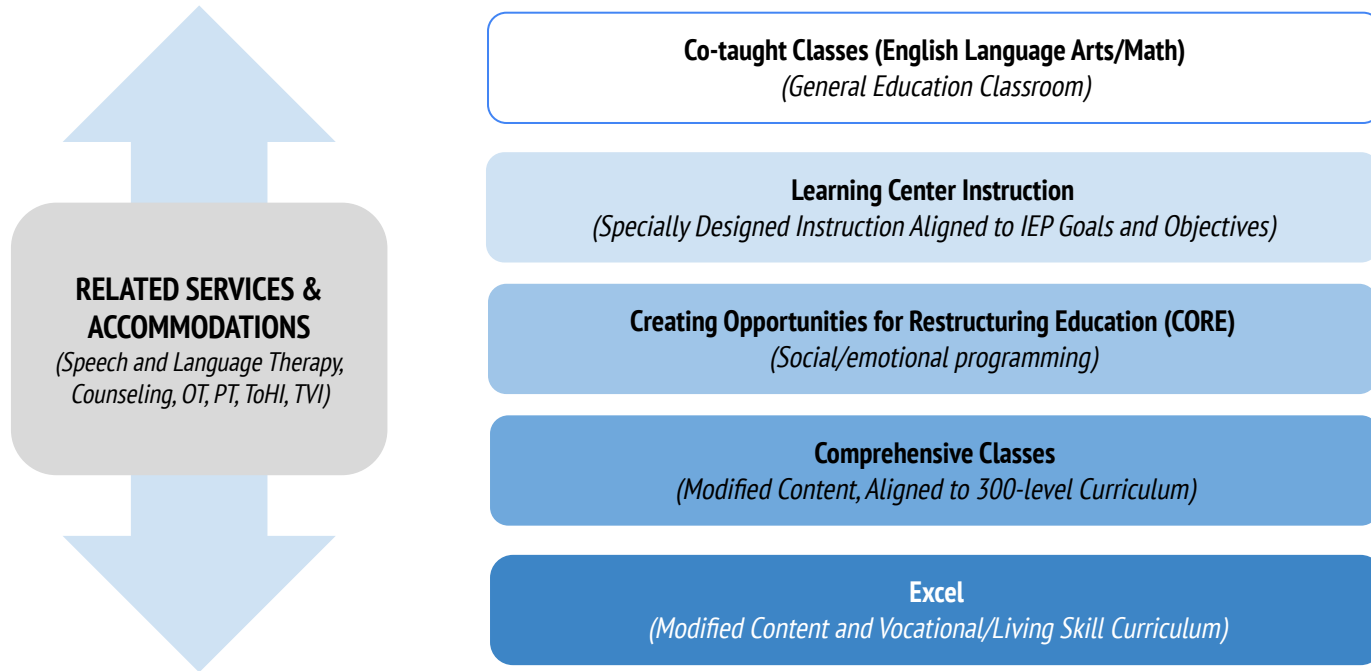 RELATED SERVICES &
ACCOMMODATIONS
(Speech and Language Therapy,
Counseling, OT, PT, ToHI, TVI)
Co-taught Classes (English Language Arts/Math)
(General Education Classroom)
Learning Center Instruction
(Specially Designed Instruction Aligned to IEP Goals and Objectives)
Creating Opportunities for Restructuring Education (CORE)
(Social/emotional programming)
Comprehensive Classes
(Modified Content, Aligned to 300-level Curriculum)
Excel
(Modified Content and Vocational/Living Skill Curriculum)